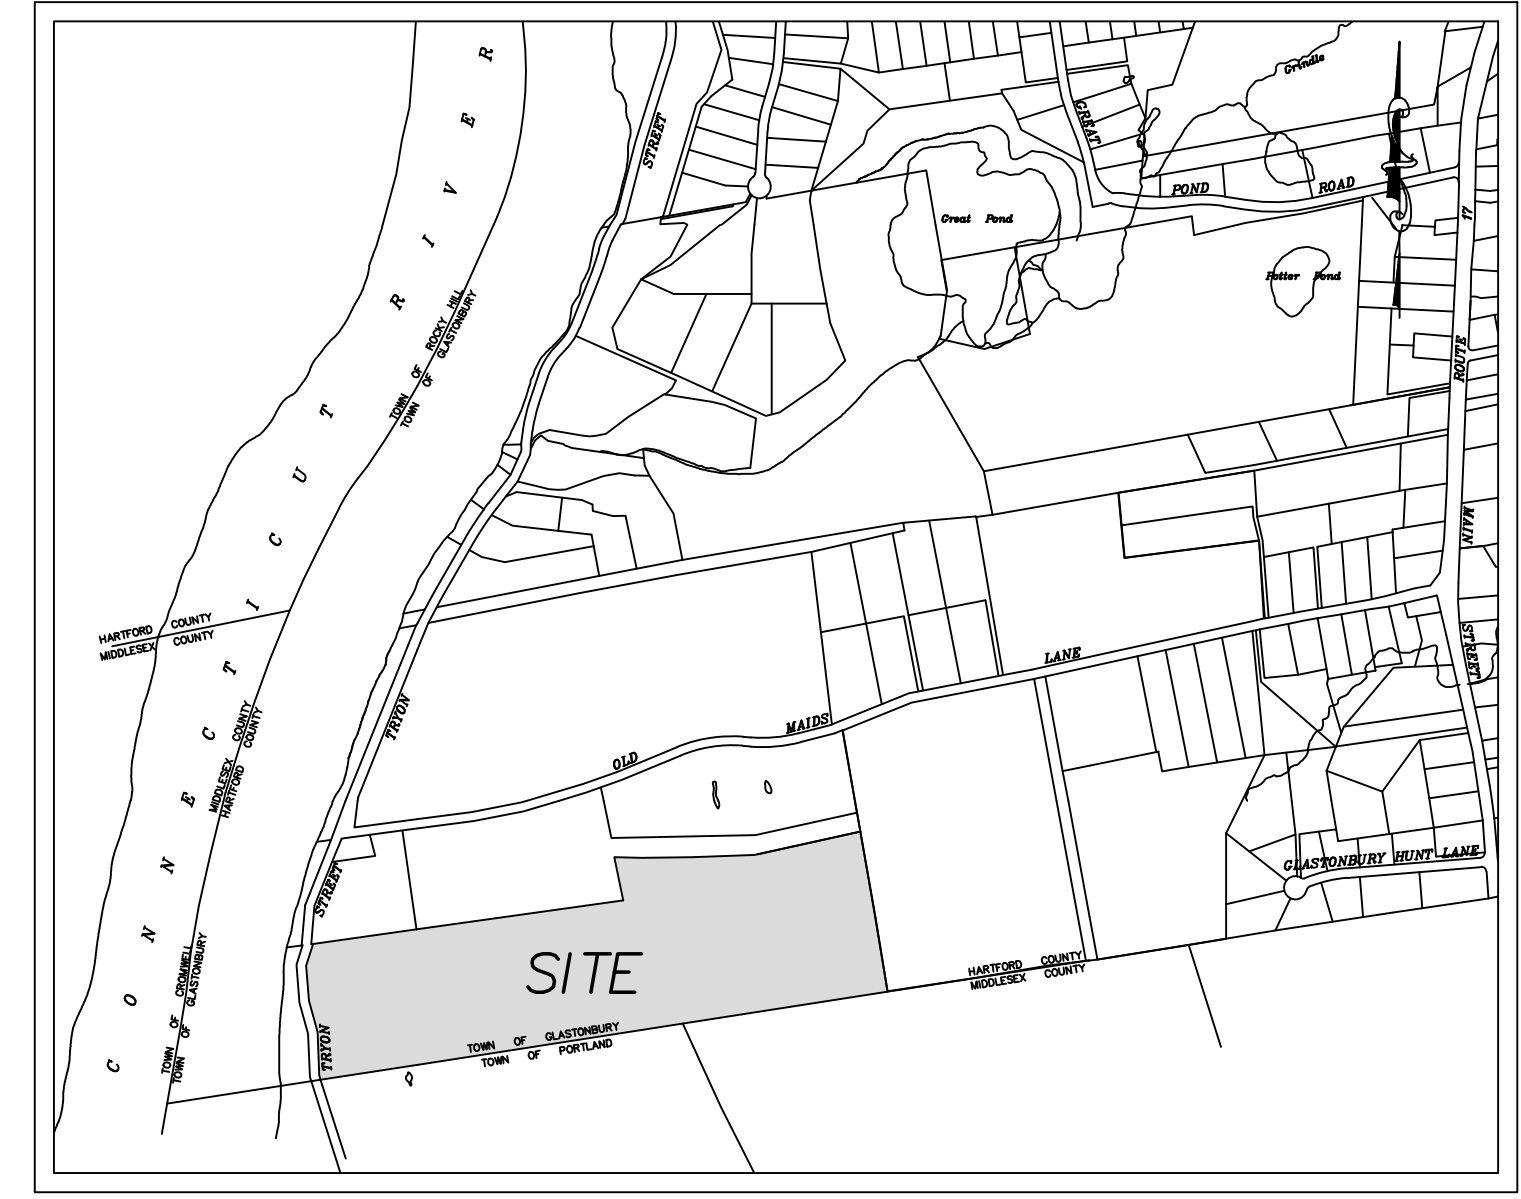 CONNECTICUT RIVER
STREET
GREAT
POND
ROAD
Grindle
Great Pond
Potter Pond
17
ROUTE
MAIN
STREET
TOWN OF ROCKY HILL
TOWN OF GLASTONBURY
HARTFORD COUNTY
MIDDLESEX COUNTY
MIDDLESEX COUNTY
HARTFORD COUNTY
TRYON
OLD
MAIDS
LANE
GLASTONBURY HUNT LANE
STREET
SITE
TOWN OF CROMWELL
TOWN OF GLASTONBURY
HARTFORD COUNTY
MIDDLESEX COUNTY
TRYON
TOWN OF GLASTONBURY
TOWN OF PORTLAND